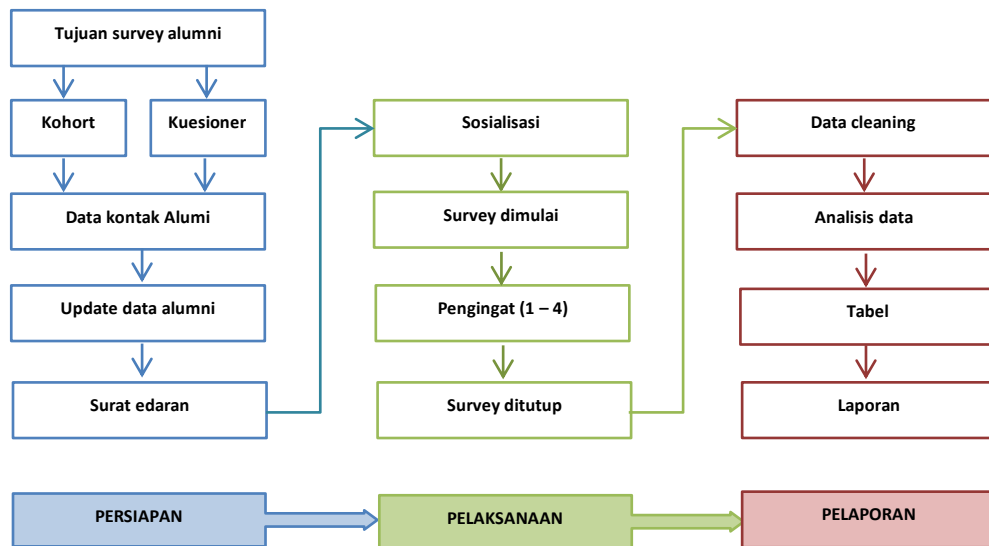 Tujuan survey alumni
Kohort
Kuesioner
Data kontak Alumi
Update data alumni
Surat edaran
Sosialisasi
Survey dimulai
Pengingat (1 – 4)
Survey ditutup
Data cleaning
Analisis data
Tabel
Laporan
PERSIAPAN
PELAKSANAAN
PELAPORAN